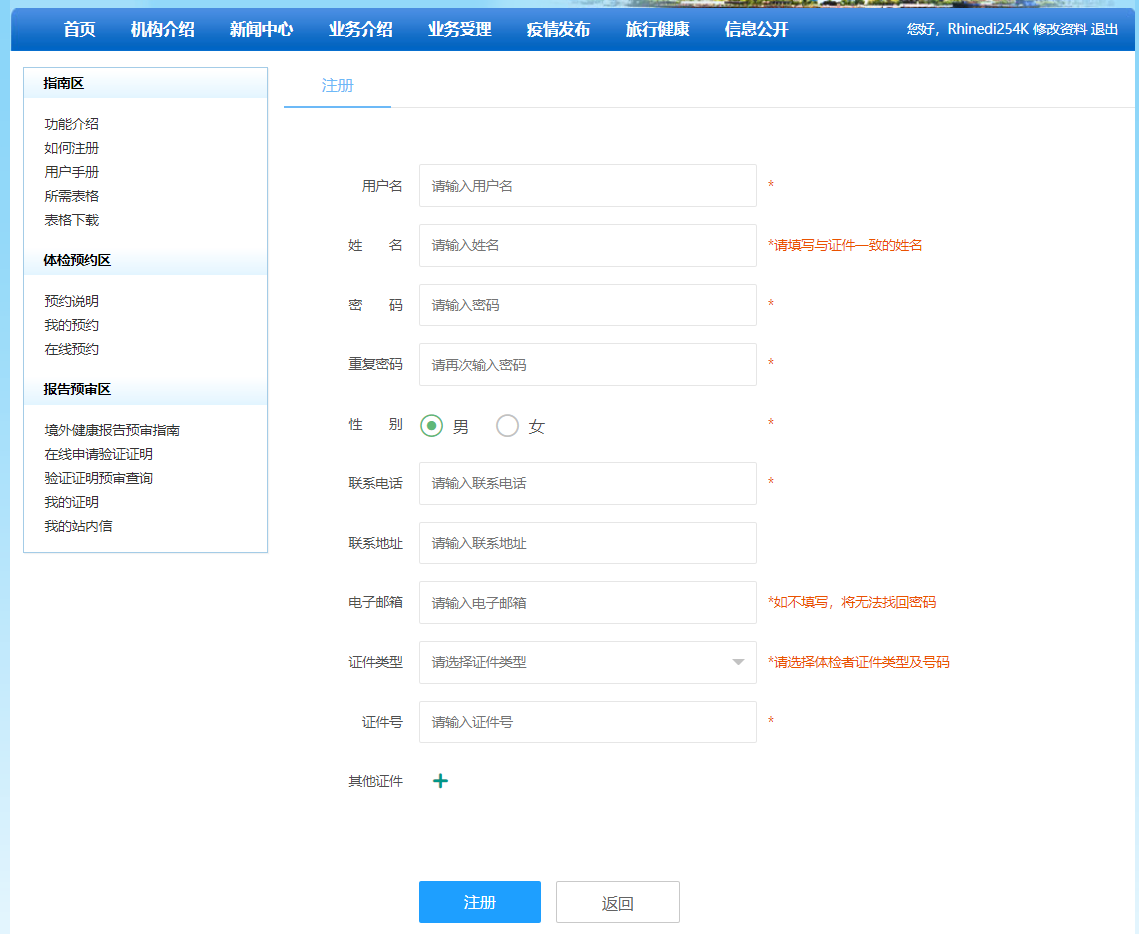 首页 机构介绍 新闻中心 业务介绍 业务受理 疫情发布 旅行健康 信息公开 您好，Rhinedi254K 修改资料 退出
指南区
功能介绍
如何注册
用户手册
所需表格
表格下载
体检预约区
预约说明
我的预约
在线预约
报告预审区
境外健康报告预审指南
在线申请验证证明
验证证明预审查询
我的证明
我的站内信
注册
用户名 请输入用户名 *
姓 名 请输入姓名 *请填写与证件一致的姓名
密 码 请输入密码 *
重复密码 请再次输入密码 *
性 别 男 女 *
联系电话 请输入联系电话 *
联系地址 请输入联系地址
电子邮箱 请输入电子邮箱 *如不填写，将无法找回密码
证件类型 请选择证件类型 *请选择体检者证件类型及号码
证件号 请输入证件号 *
其他证件 +
注册 返回